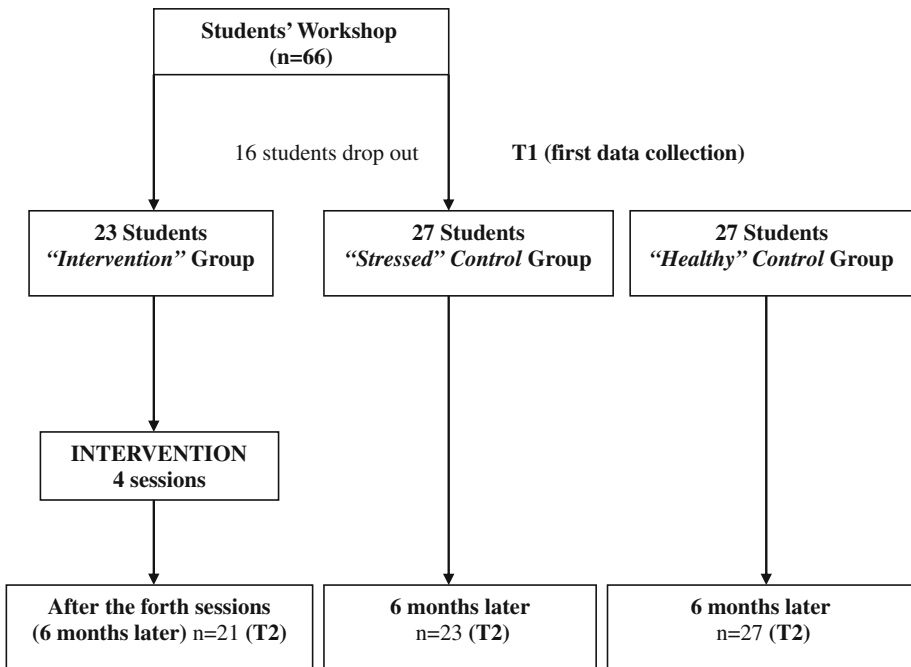 Students’ Workshop
(n=66)
16 students drop out
T1 (first data collection)
23 Students
“Intervention” Group
27 Students
“Stressed” Control Group
27 Students
“Healthy” Control Group
INTERVENTION
4 sessions
After the forth sessions
(6 months later) n=21 (T2)
6 months later
n=23 (T2)
6 months later
n=27 (T2)